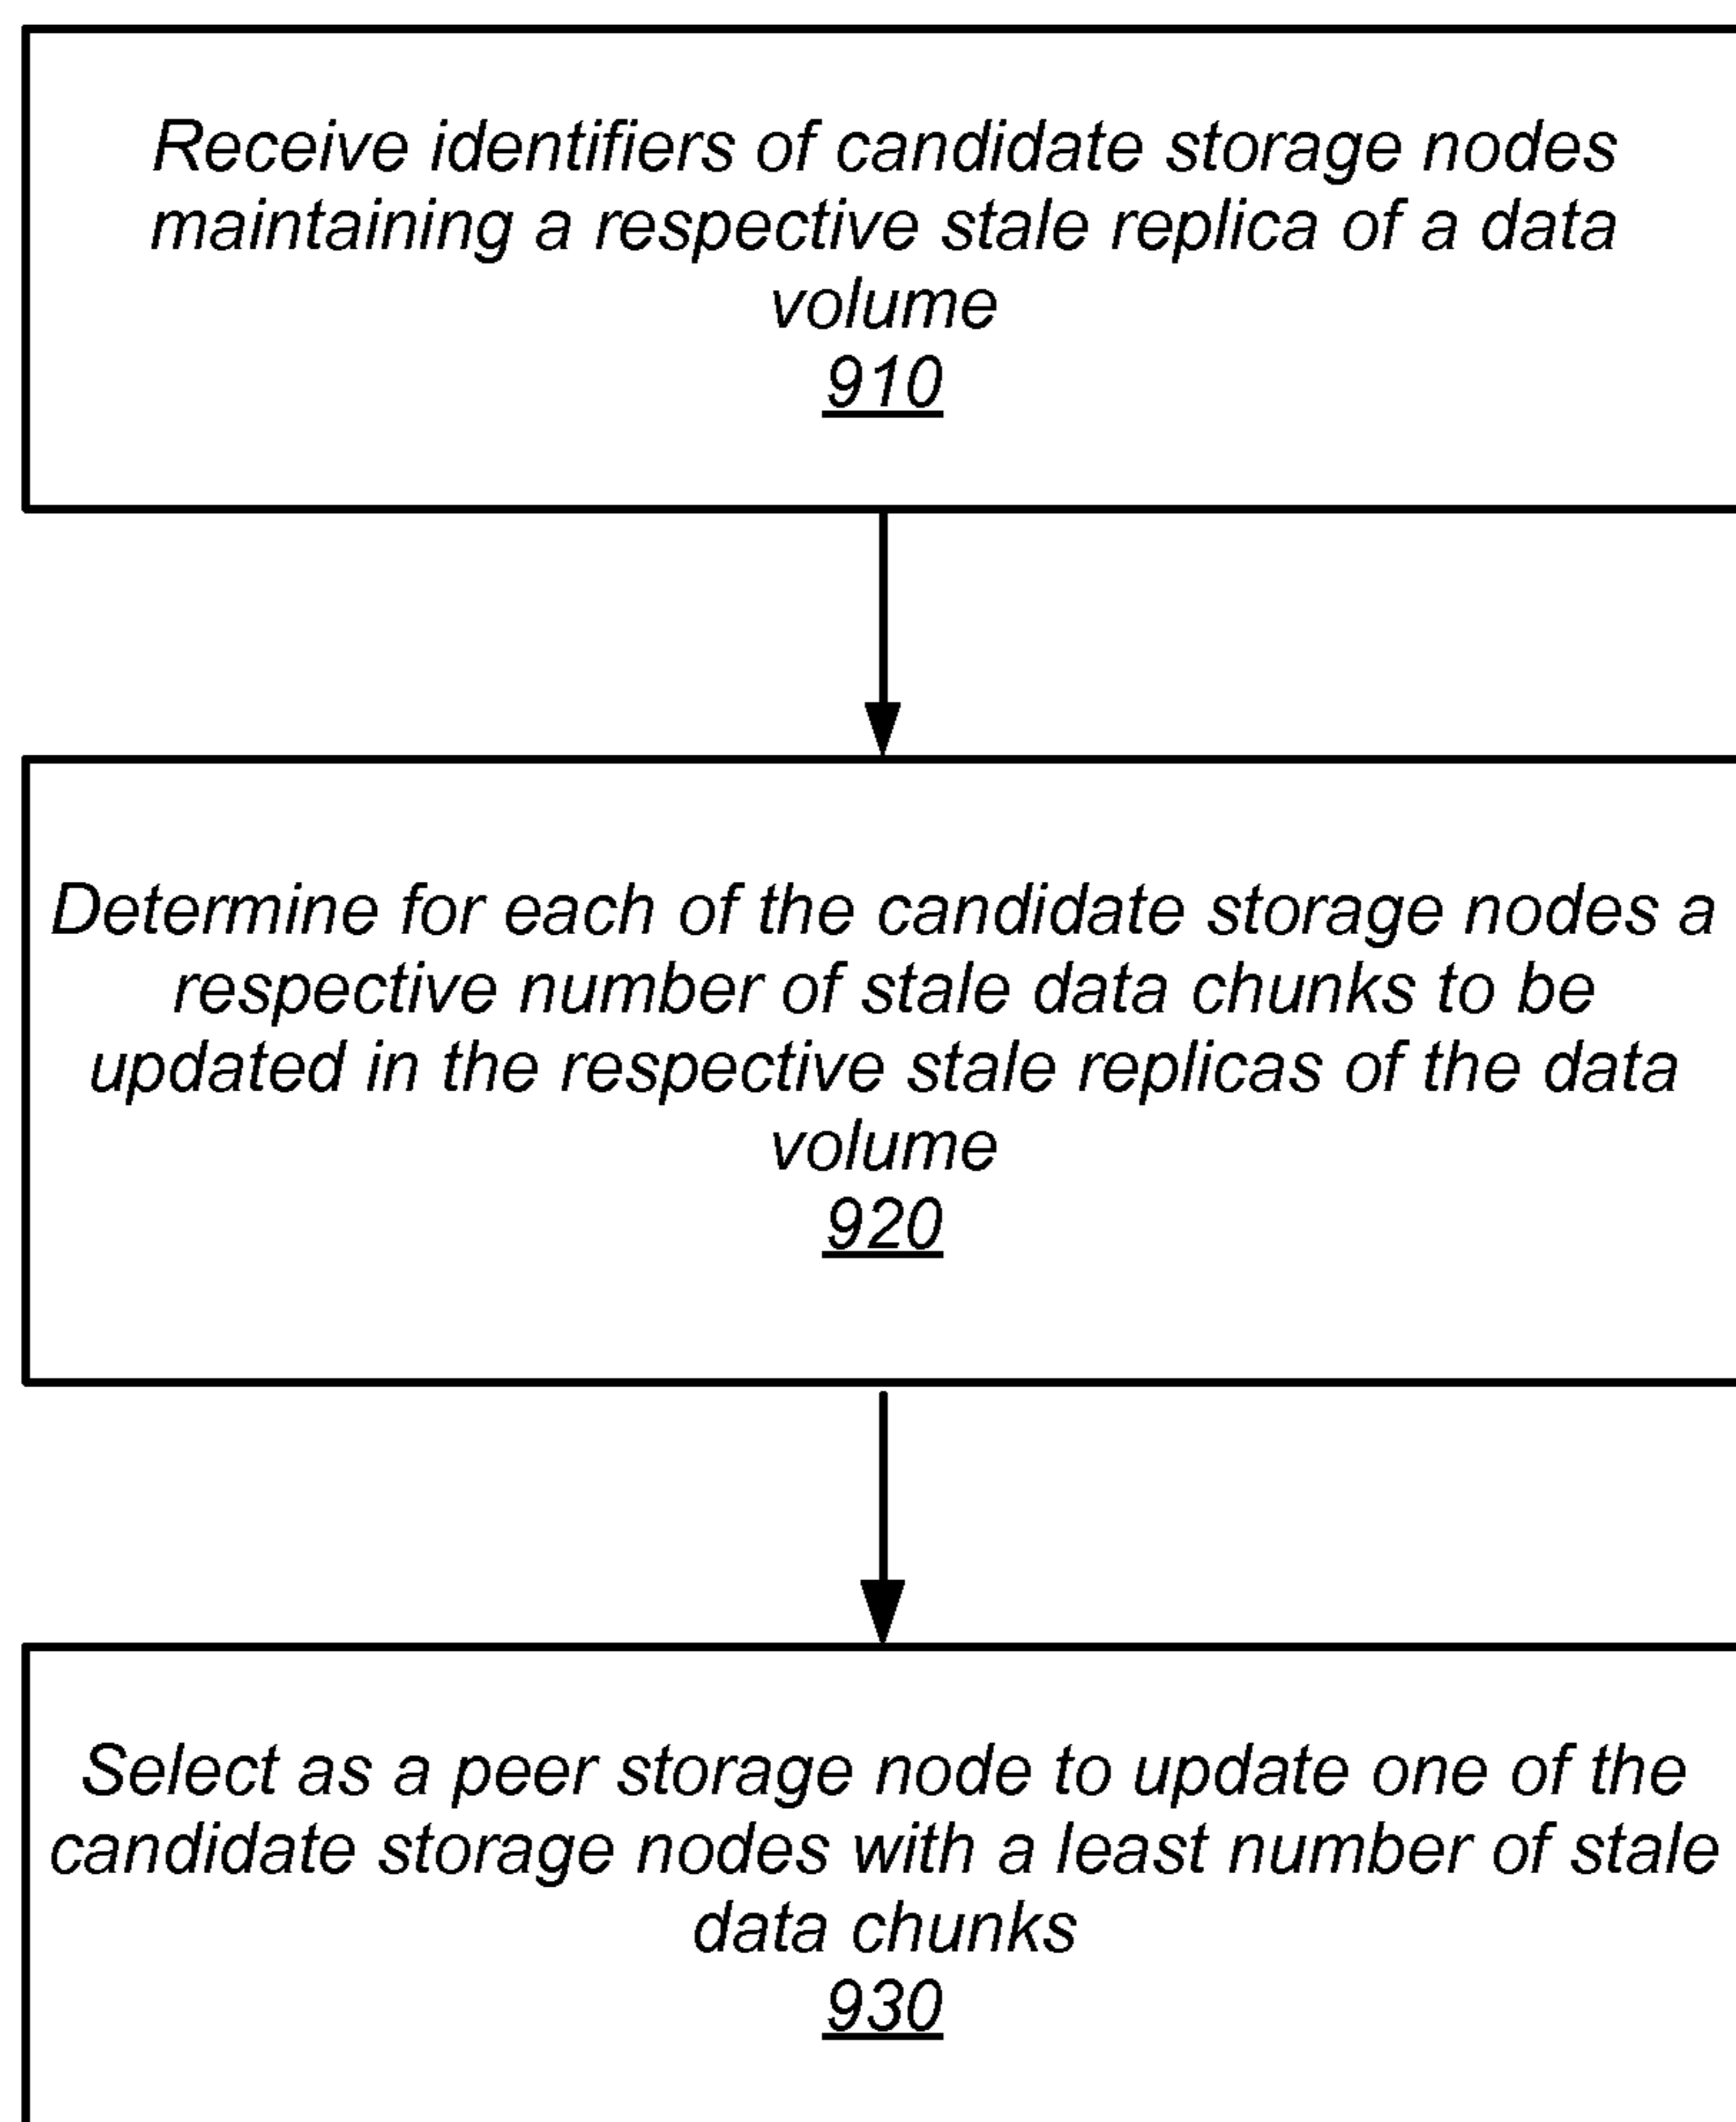 Receive identifiers of candidate storage nodes
maintaining a respective stale replica of a data
volume
910
Determine for each of the candidate storage nodes a
respective number of stale data chunks to be
updated in the respective stale replicas of the data
volume
920
Select as a peer storage node to update one of the
candidate storage nodes with a least number of stale
data chunks
930